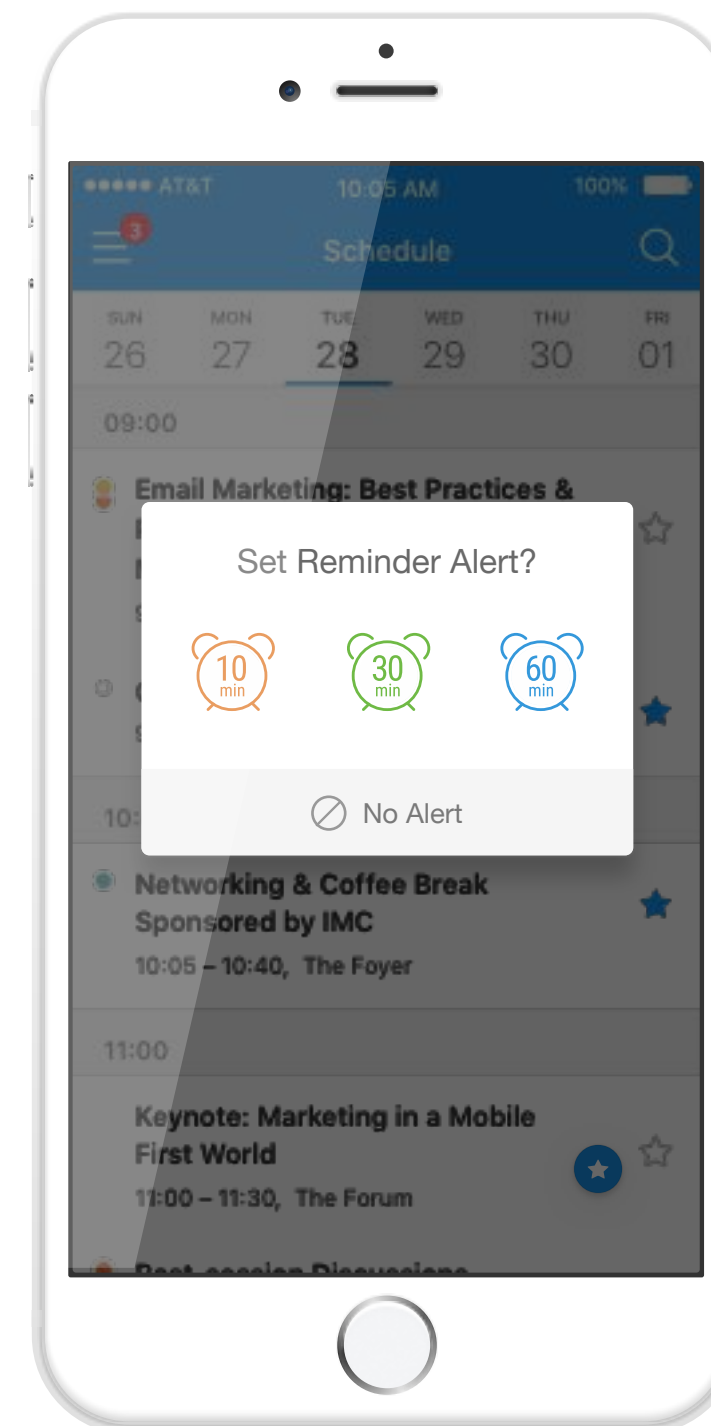 AT&T 10:05 AM 100%
3
Schedule
SUN MON TUE WED THU FRI
26 27 28 29 30 01
09:00
Email Marketing: Best Practices &
Set Reminder Alert?
10 min 30 min 60 min
No Alert
10:
Networking & Coffee Break
Sponsored by IMC
10:05 – 10:40, The Foyer
11:00
Keynote: Marketing in a Mobile
First World
11:00 – 11:30, The Forum